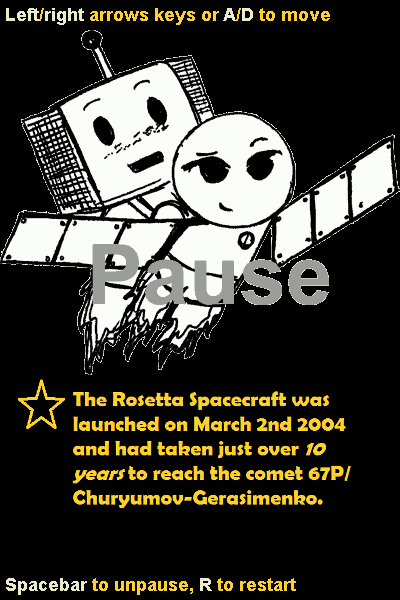 Left/right arrows keys or A/D to move
Pause
The Rosetta Spacecraft was
launched on March 2nd 2004
and had taken just over 10
years to reach the comet 67P/
Churyumov-Gerasimenko.
Spacebar to unpause, R to restart